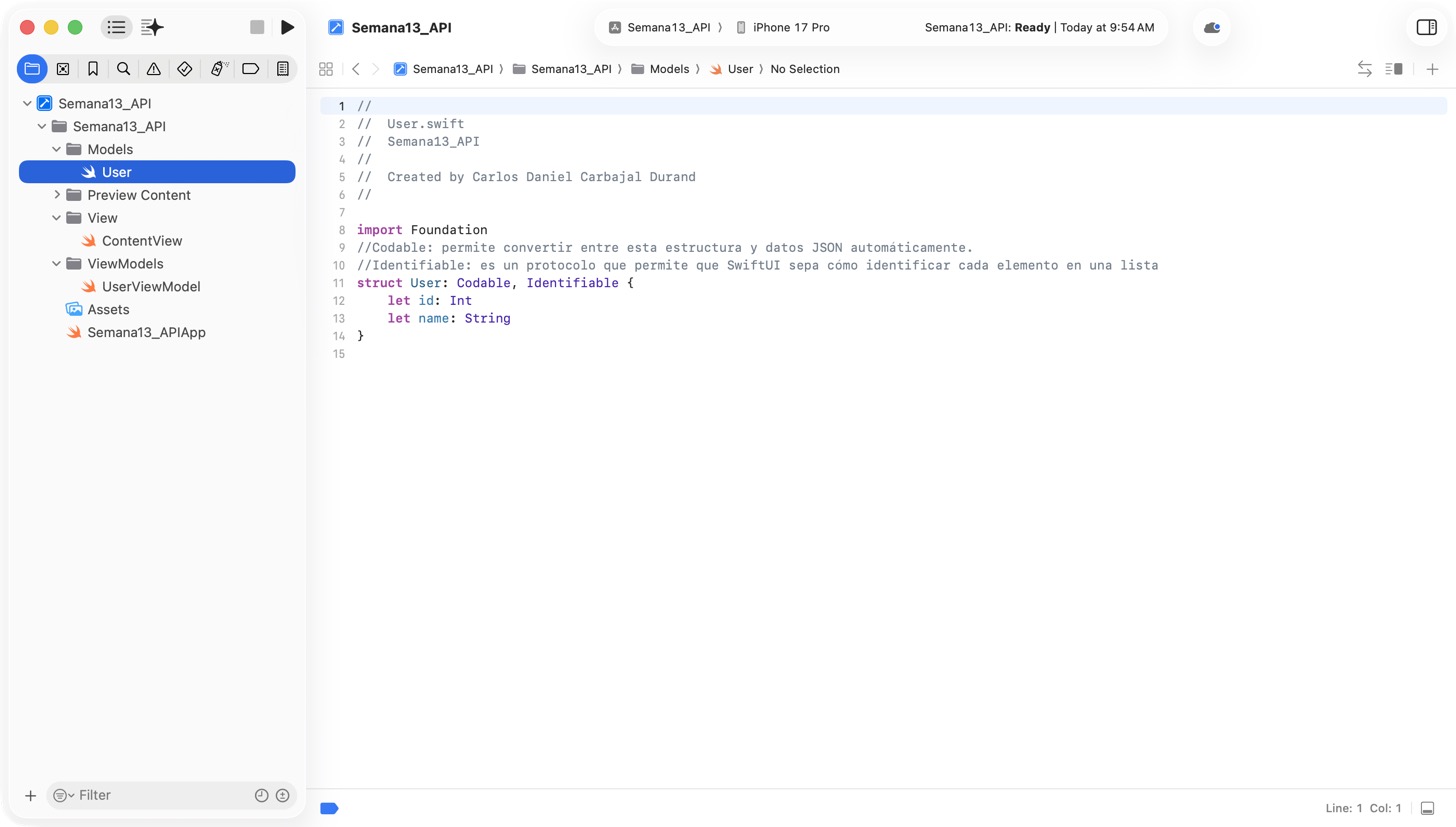 Semana13_API
Semana13_API 〉 iPhone 17 Pro
Semana13_API: Ready | Today at 9:54 AM
Semana13_API 〉 Semana13_API 〉 Models 〉 User 〉 No Selection
Semana13_API
Semana13_API
Models
User
Preview Content
View
ContentView
ViewModels
UserViewModel
Assets
Semana13_APIApp
Filter
1 //
2 //  User.swift
3 //  Semana13_API
4 //
5 //  Created by Carlos Daniel Carbajal Durand
6 //
7
8 import Foundation
9 //Codable: permite convertir entre esta estructura y datos JSON automáticamente.
10 //Identifiable: es un protocolo que permite que SwiftUI sepa cómo identificar cada elemento en una lista
11 struct User: Codable, Identifiable {
12     let id: Int
13     let name: String
14 }
15
Line: 1  Col: 1